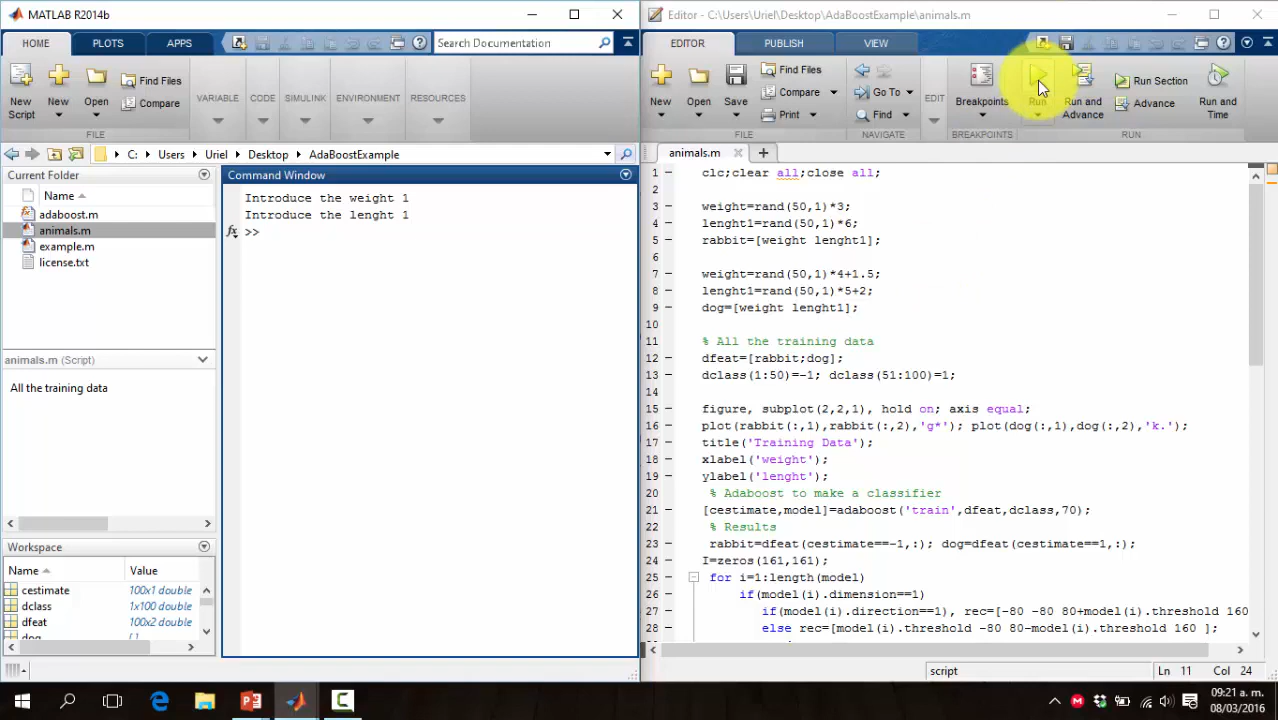 MATLAB R2014b
HOME PLOTS APPS
Search Documentation
New Script
New
Open
Find Files
Compare
VARIABLE
CODE
SIMULINK
ENVIRONMENT
RESOURCES
FILE
C: Users Uriel Desktop AdaBoostExample
Current Folder
Name
adaboost.m
animals.m
example.m
license.txt
animals.m (Script)
All the training data
Workspace
Name Value
cestimate 100x1 double
dclass 1x100 double
dfeat 100x2 double
dog [ ]
Command Window
Introduce the weight 1
Introduce the lenght 1
fx >>
Editor - C:\Users\Uriel\Desktop\AdaBoostExample\animals.m
EDITOR PUBLISH VIEW
New
Open
Save
Find Files
Compare
Print
Go To
Find
EDIT
Breakpoints
Run
Run and Advance
Run Section
Advance
Run and Time
FILE
NAVIGATE
BREAKPOINTS
RUN
animals.m
1 clc;clear all;close all;
2
3 weight=rand(50,1)*3;
4 lenght1=rand(50,1)*6;
5 rabbit=[weight lenght1];
6
7 weight=rand(50,1)*4+1.5;
8 lenght1=rand(50,1)*5+2;
9 dog=[weight lenght1];
10
11 % All the training data
12 dfeat=[rabbit;dog];
13 dclass(1:50)=-1; dclass(51:100)=1;
14
15 figure, subplot(2,2,1), hold on; axis equal;
16 plot(rabbit(:,1),rabbit(:,2),'g*'); plot(dog(:,1),dog(:,2),'k.');
17 title('Training Data');
18 xlabel('weight');
19 ylabel('lenght');
20 % Adaboost to make a classifier
21 [cestimate,model]=adaboost('train',dfeat,dclass,70);
22 % Results
23 rabbit=dfeat(cestimate==-1,:); dog=dfeat(cestimate==1,:);
24 I=zeros(161,161);
25 for i=1:length(model)
26 if(model(i).dimension==1)
27 if(model(i).direction==1), rec=[-80 -80 80+model(i).threshold 160
28 else rec=[model(i).threshold -80 80-model(i).threshold 160 ];
script
Ln 11 Col 24
09:21 a. m.
08/03/2016